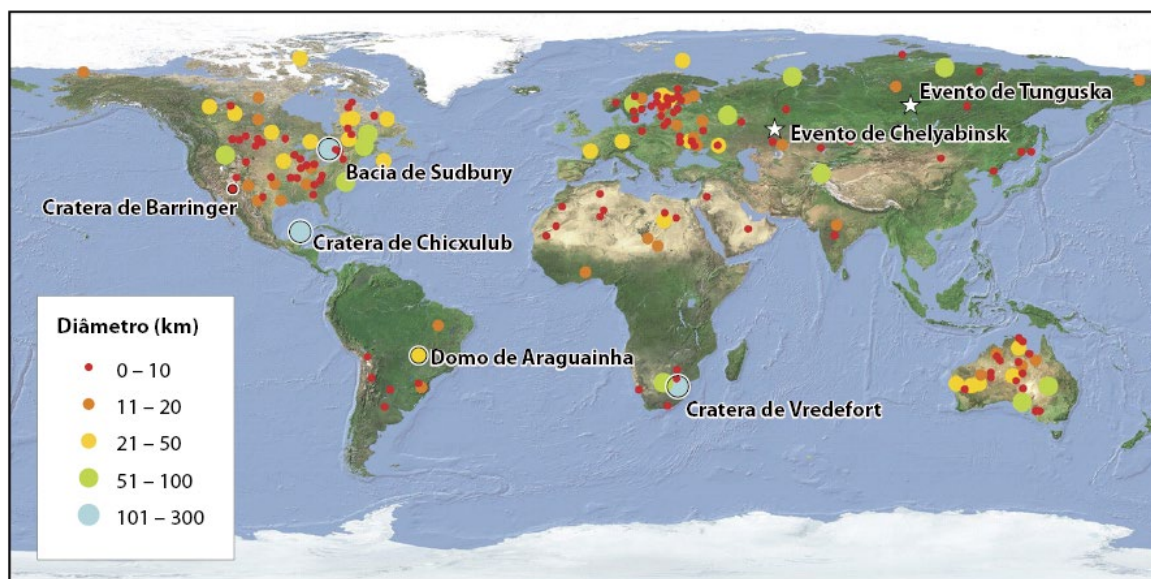 Evento de Tunguska
Evento de Chelyabinsk
Bacia de Sudbury
Cratera de Barringer
Cratera de Chicxulub
Domo de Araguainha
Cratera de Vredefort
Diâmetro (km)
0 – 10
11 – 20
21 – 50
51 – 100
101 – 300